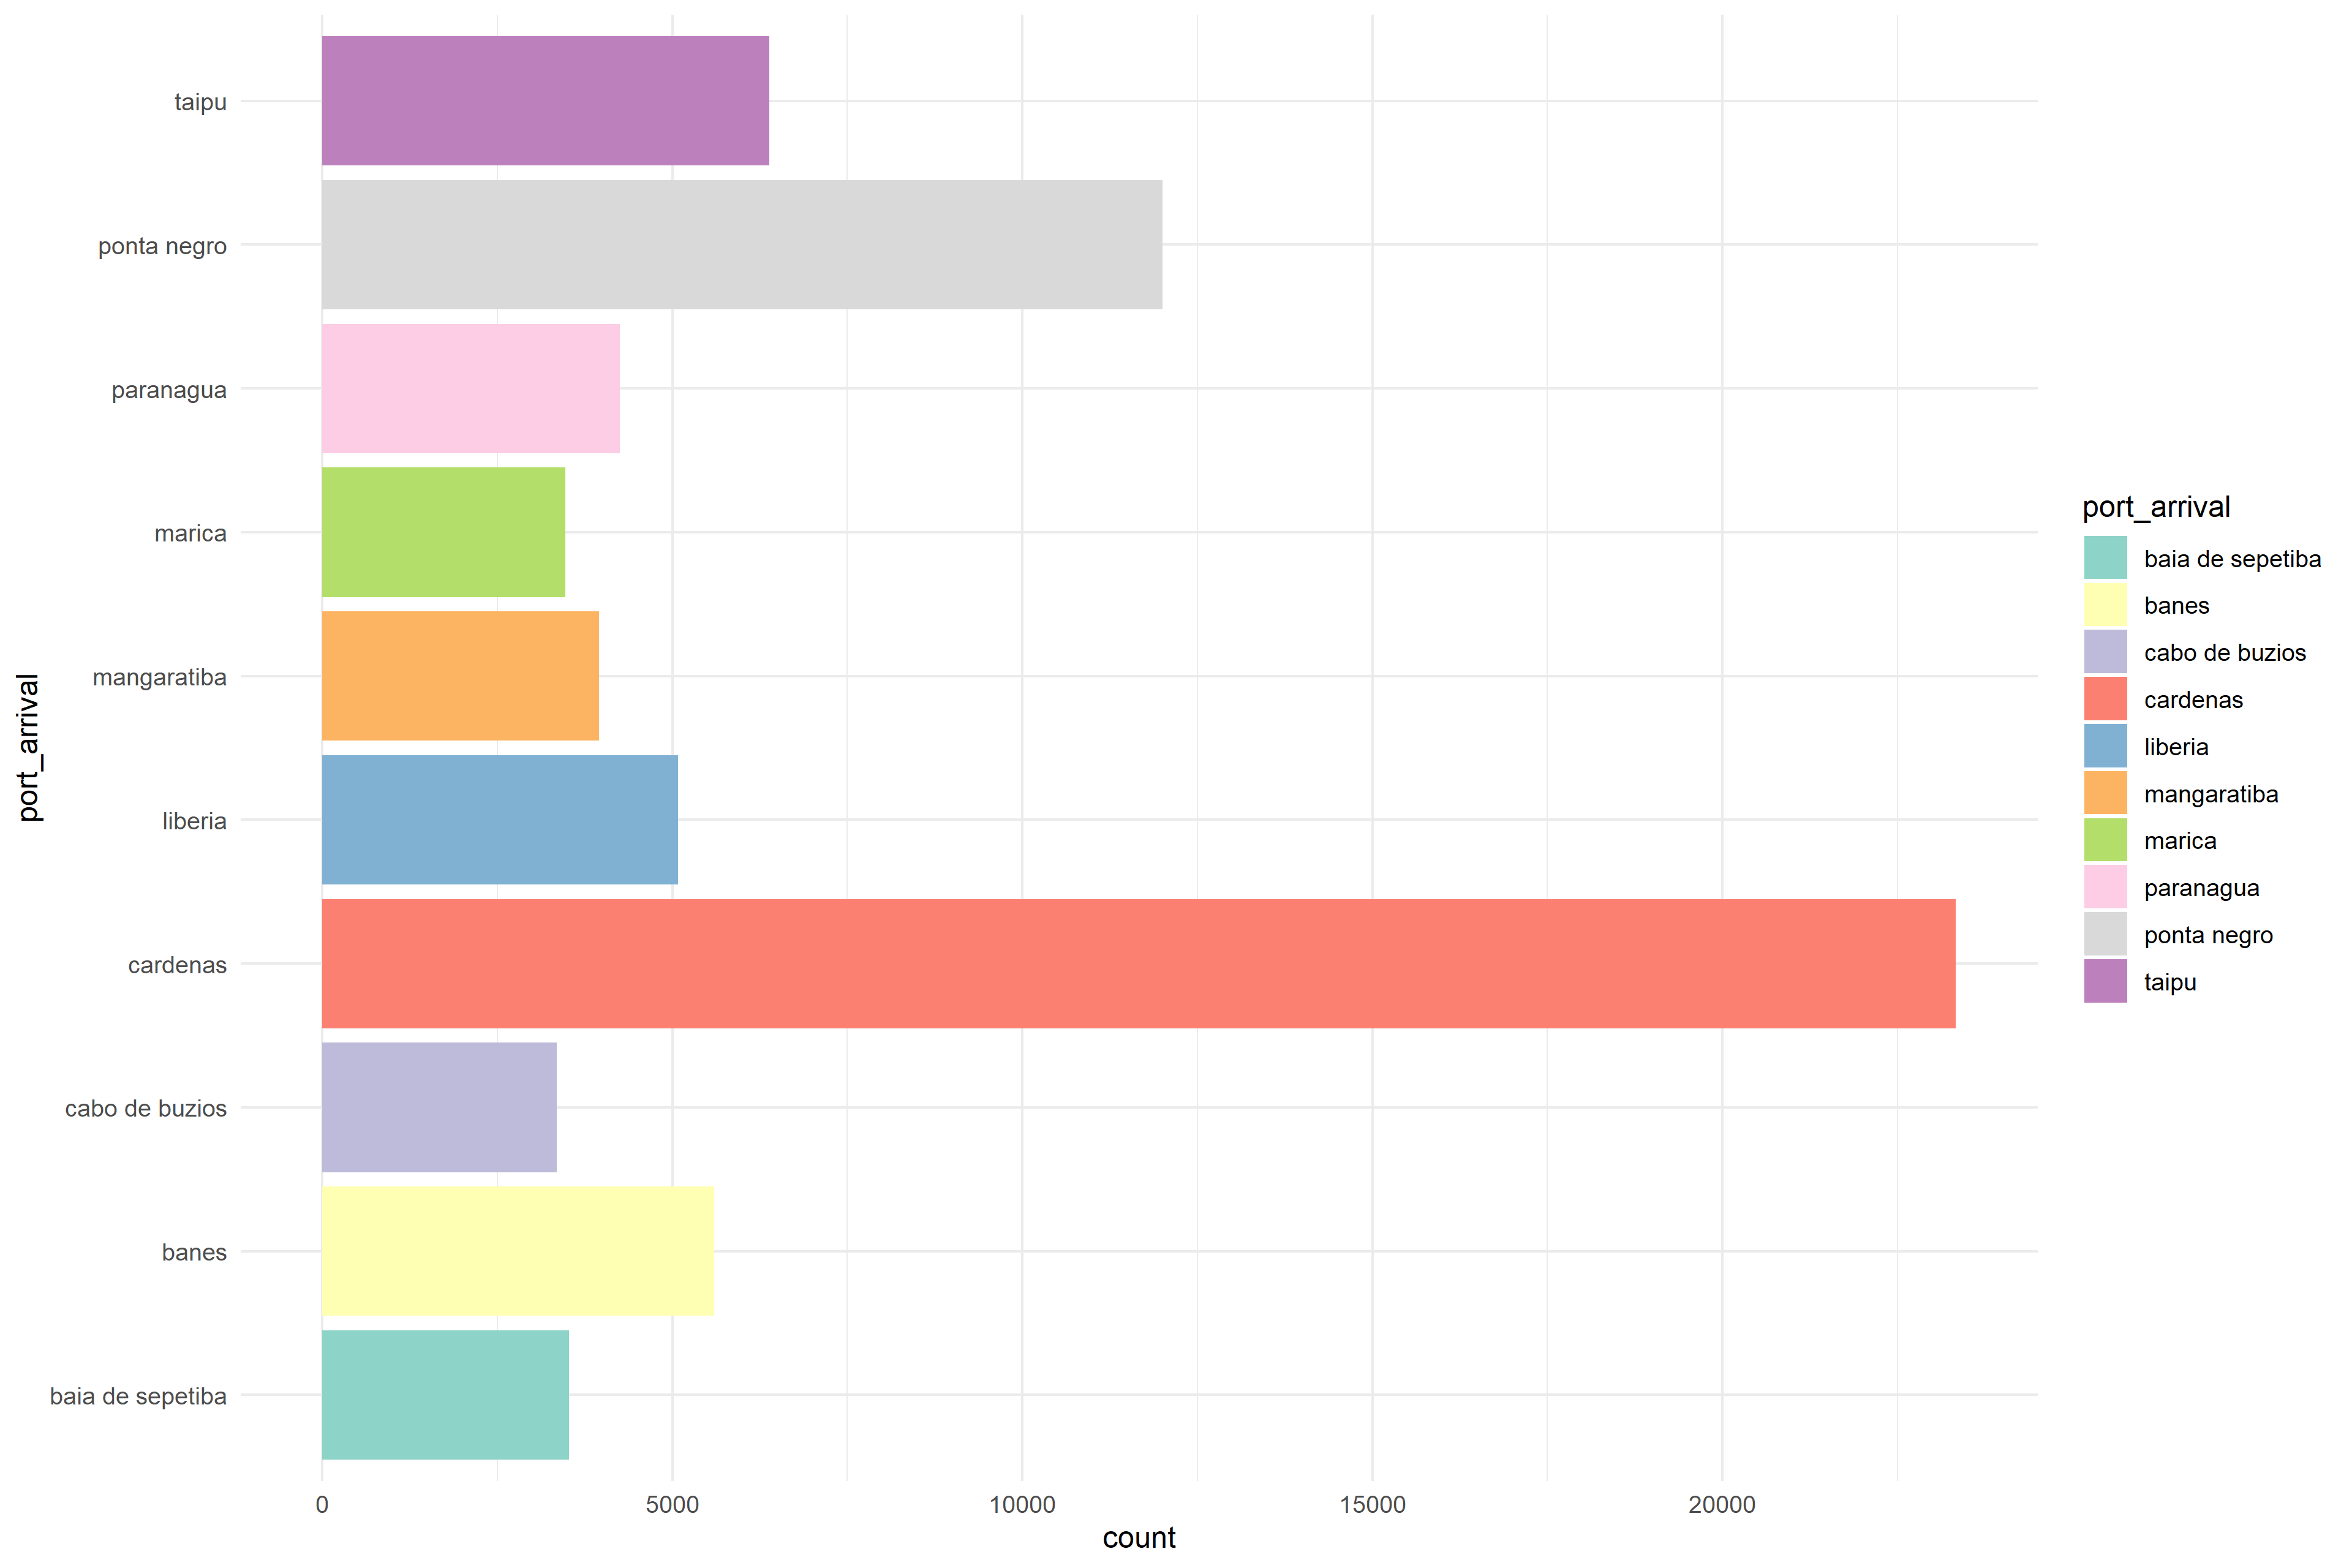 taipu
ponta negro
paranagua
marica
mangaratiba
liberia
cardenas
cabo de buzios
banes
baia de sepetiba
port_arrival
0 5000 10000 15000 20000
count
port_arrival
baia de sepetiba
banes
cabo de buzios
cardenas
liberia
mangaratiba
marica
paranagua
ponta negro
taipu